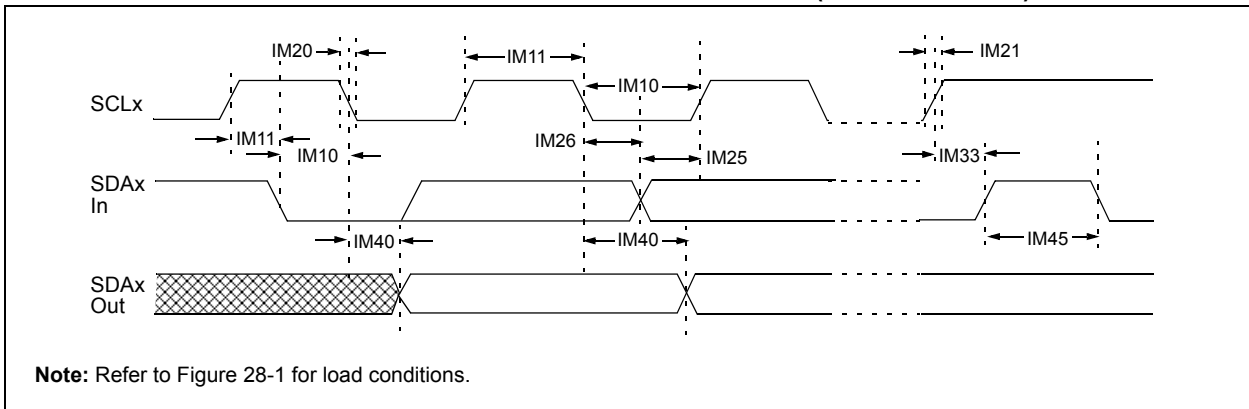 IM20
IM11
IM21
IM10
SCLx
IM11
IM26
IM10
IM25
IM33
SDAx
In
IM40
IM40
IM45
SDAx
Out
Note: Refer to Figure 28-1 for load conditions.